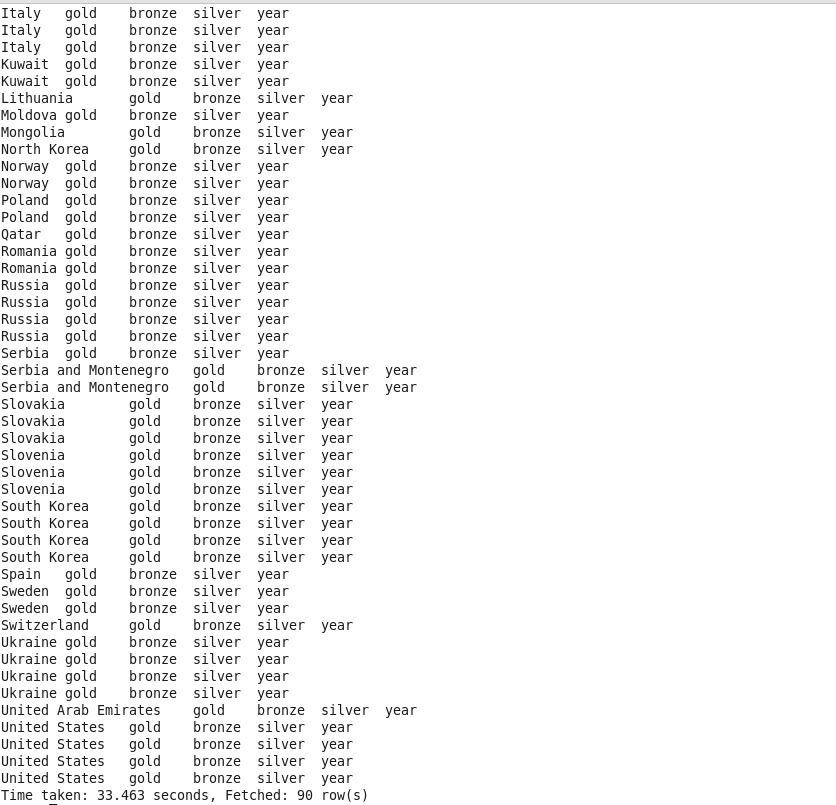 Italy   gold    bronze  silver  year
Italy   gold    bronze  silver  year
Italy   gold    bronze  silver  year
Kuwait  gold    bronze  silver  year
Kuwait  gold    bronze  silver  year
Lithuania       gold    bronze  silver  year
Moldova gold    bronze  silver  year
Mongolia        gold    bronze  silver  year
North Korea     gold    bronze  silver  year
Norway  gold    bronze  silver  year
Norway  gold    bronze  silver  year
Poland  gold    bronze  silver  year
Poland  gold    bronze  silver  year
Qatar   gold    bronze  silver  year
Romania gold    bronze  silver  year
Romania gold    bronze  silver  year
Russia  gold    bronze  silver  year
Russia  gold    bronze  silver  year
Russia  gold    bronze  silver  year
Russia  gold    bronze  silver  year
Serbia  gold    bronze  silver  year
Serbia and Montenegro   gold    bronze  silver  year
Serbia and Montenegro   gold    bronze  silver  year
Slovakia        gold    bronze  silver  year
Slovakia        gold    bronze  silver  year
Slovakia        gold    bronze  silver  year
Slovenia        gold    bronze  silver  year
Slovenia        gold    bronze  silver  year
Slovenia        gold    bronze  silver  year
South Korea     gold    bronze  silver  year
South Korea     gold    bronze  silver  year
South Korea     gold    bronze  silver  year
South Korea     gold    bronze  silver  year
Spain   gold    bronze  silver  year
Sweden  gold    bronze  silver  year
Sweden  gold    bronze  silver  year
Switzerland     gold    bronze  silver  year
Ukraine gold    bronze  silver  year
Ukraine gold    bronze  silver  year
Ukraine gold    bronze  silver  year
Ukraine gold    bronze  silver  year
United Arab Emirates    gold    bronze  silver  year
United States   gold    bronze  silver  year
United States   gold    bronze  silver  year
United States   gold    bronze  silver  year
United States   gold    bronze  silver  year
Time taken: 33.463 seconds, Fetched: 90 row(s)